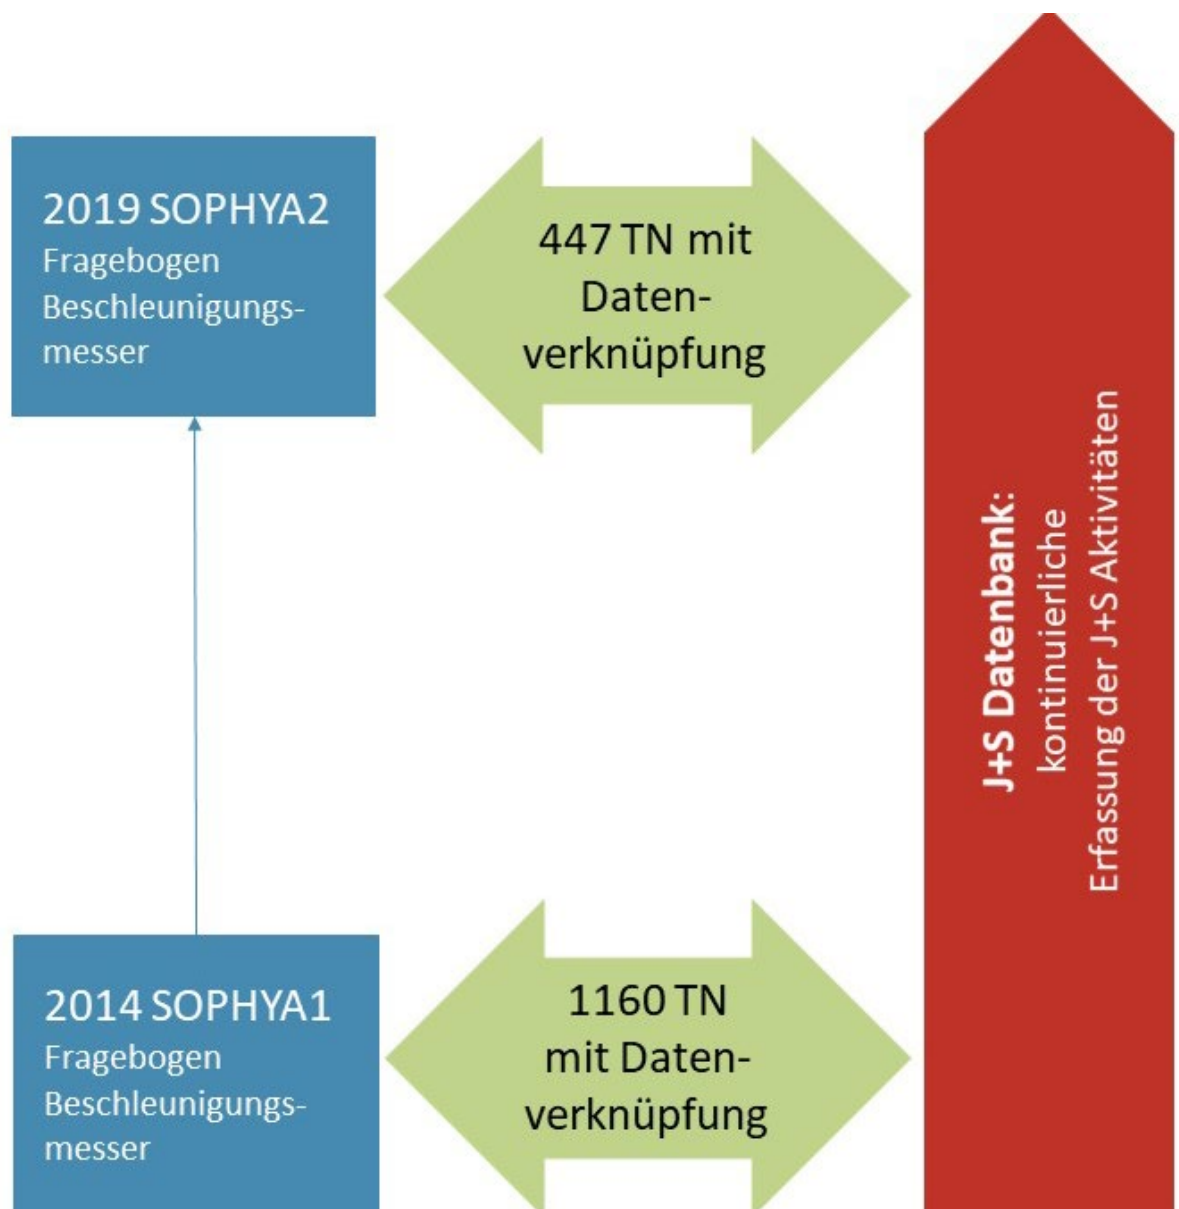 2019 SOPHYA2
Fragebogen
Beschleunigungs-
messer
447 TN mit
Daten-
verknüpfung
J+S Datenbank:
kontinuierliche
Erfassung der J+S Aktivitäten
2014 SOPHYA1
Fragebogen
Beschleunigungs-
messer
1160 TN
mit Daten-
verknüpfung